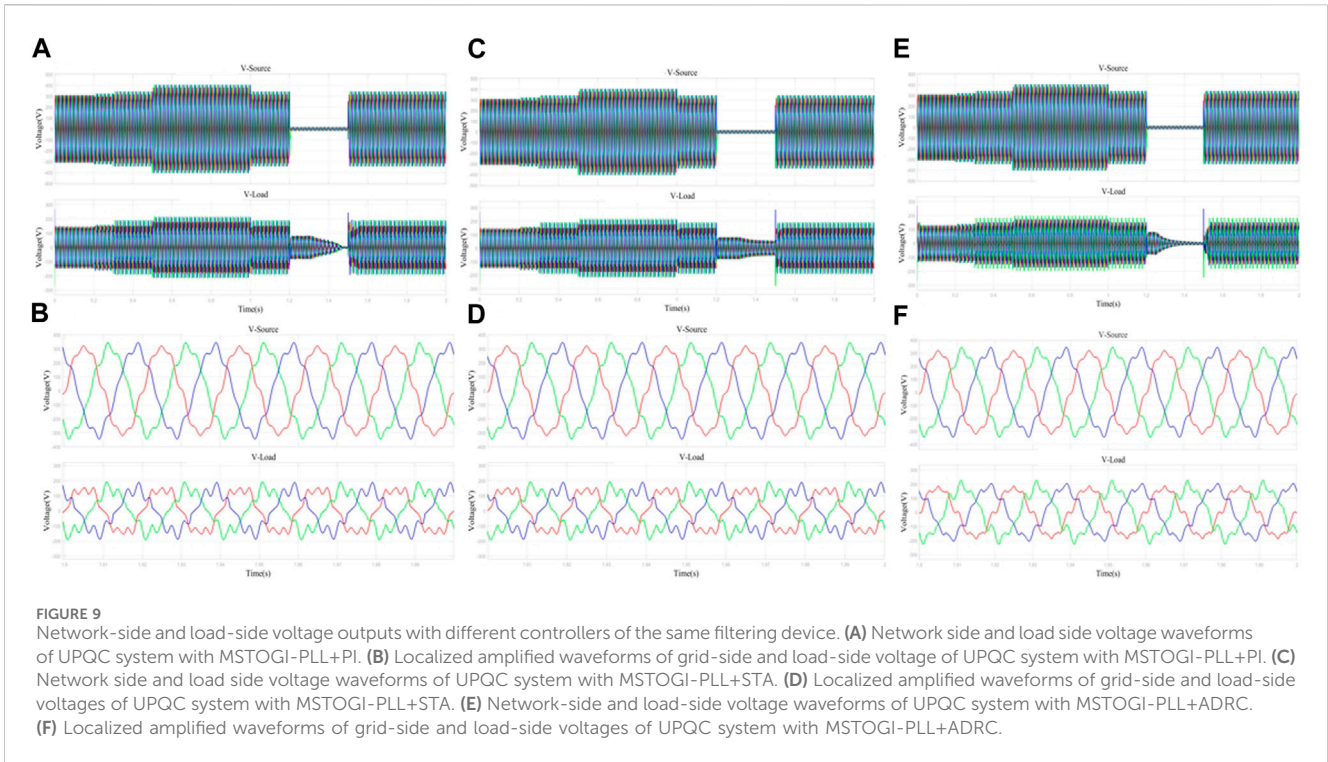 A
C
E
V-Source
V-Source
V-Source
Voltage(V)
Voltage(V)
Voltage(V)
V-Load
V-Load
V-Load
Voltage(V)
Voltage(V)
Voltage(V)
Time(s)
Time(s)
Time(s)
B
D
F
V-Source
V-Source
V-Source
Voltage(V)
Voltage(V)
Voltage(V)
V-Load
V-Load
V-Load
Voltage(V)
Voltage(V)
Voltage(V)
Time(s)
Time(s)
Time(s)
FIGURE 9
Network-side and load-side voltage outputs with different controllers of the same filtering device. (A) Network side and load side voltage waveforms
of UPQC system with MSTOGI-PLL+PI. (B) Localized amplified waveforms of grid-side and load-side voltage of UPQC system with MSTOGI-PLL+PI. (C)
Network side and load side voltage waveforms of UPQC system with MSTOGI-PLL+STA. (D) Localized amplified waveforms of grid-side and load-side
voltages of UPQC system with MSTOGI-PLL+STA. (E) Network-side and load-side voltage waveforms of UPQC system with MSTOGI-PLL+ADRC.
(F) Localized amplified waveforms of grid-side and load-side voltages of UPQC system with MSTOGI-PLL+ADRC.